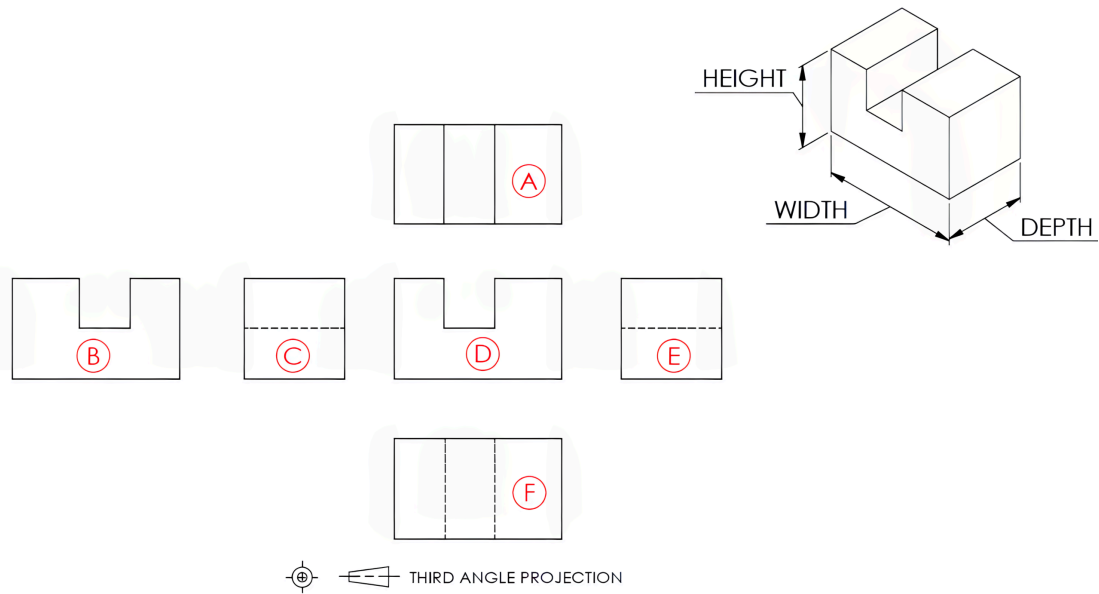 HEIGHT
WIDTH
DEPTH
A
B
C
D
E
F
THIRD ANGLE PROJECTION